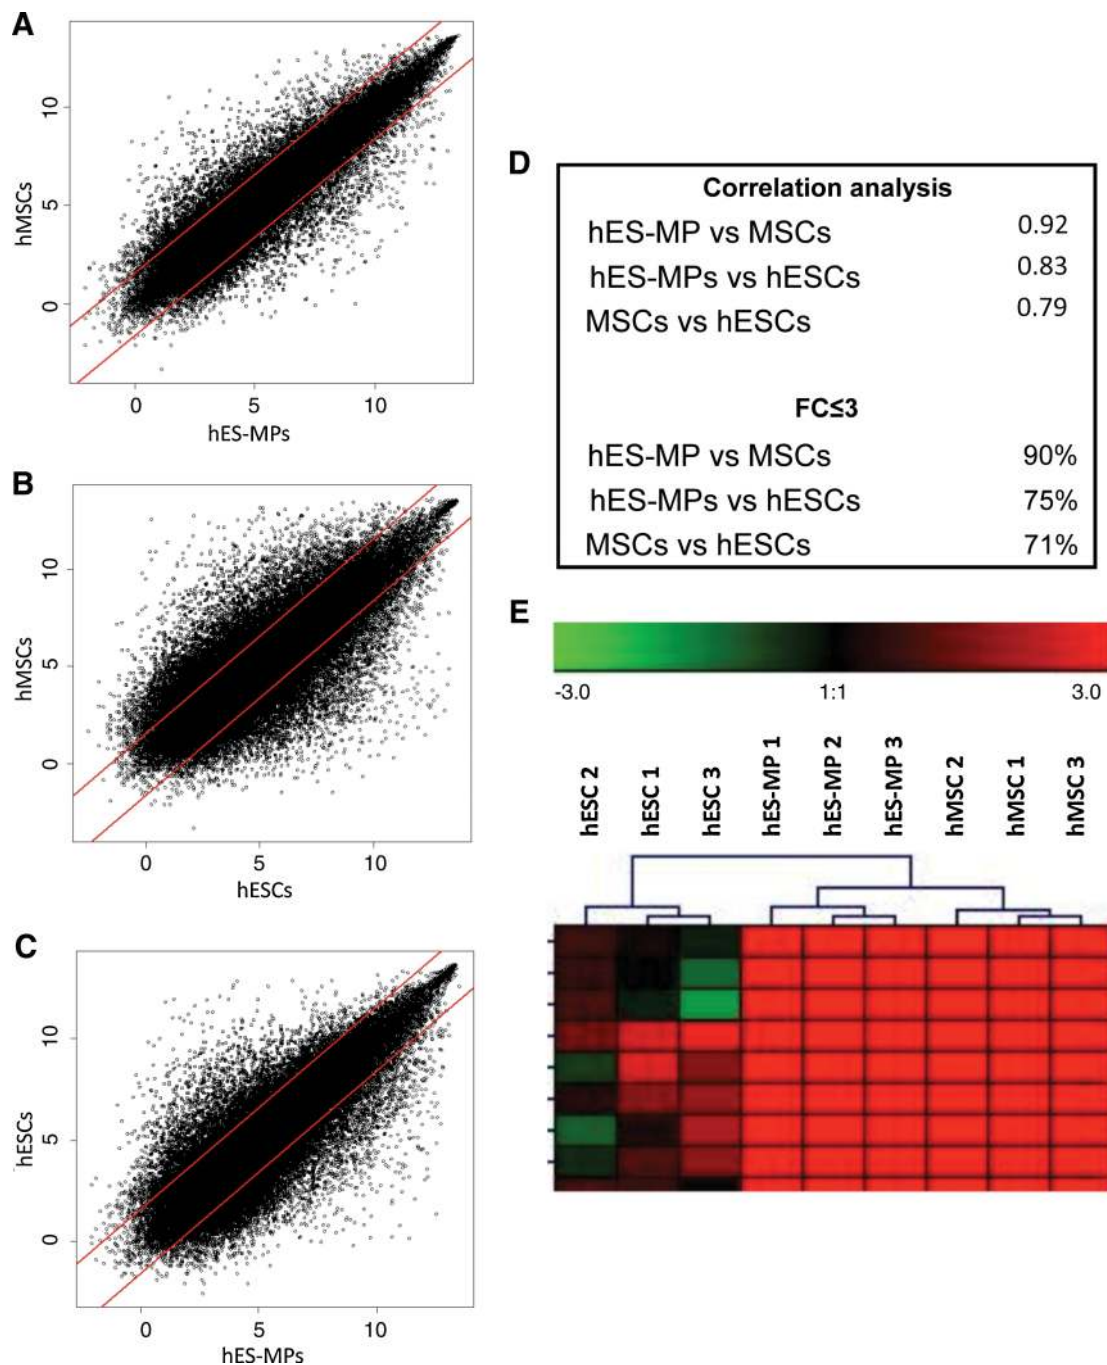 A
10
5
0
hMSCs
0 5 10
hES-MPs
B
10
5
0
hMSCs
0 5 10
hESCs
C
10
5
0
hESCs
0 5 10
hES-MPs
D
Correlation analysis
hES-MP vs MSCs 0.92
hES-MPs vs hESCs 0.83
MSCs vs hESCs 0.79
FC≤3
hES-MP vs MSCs 90%
hES-MPs vs hESCs 75%
MSCs vs hESCs 71%
E
-3.0 1:1 3.0
hESC 2
hESC 1
hESC 3
hES-MP 1
hES-MP 2
hES-MP 3
hMSC 2
hMSC 1
hMSC 3